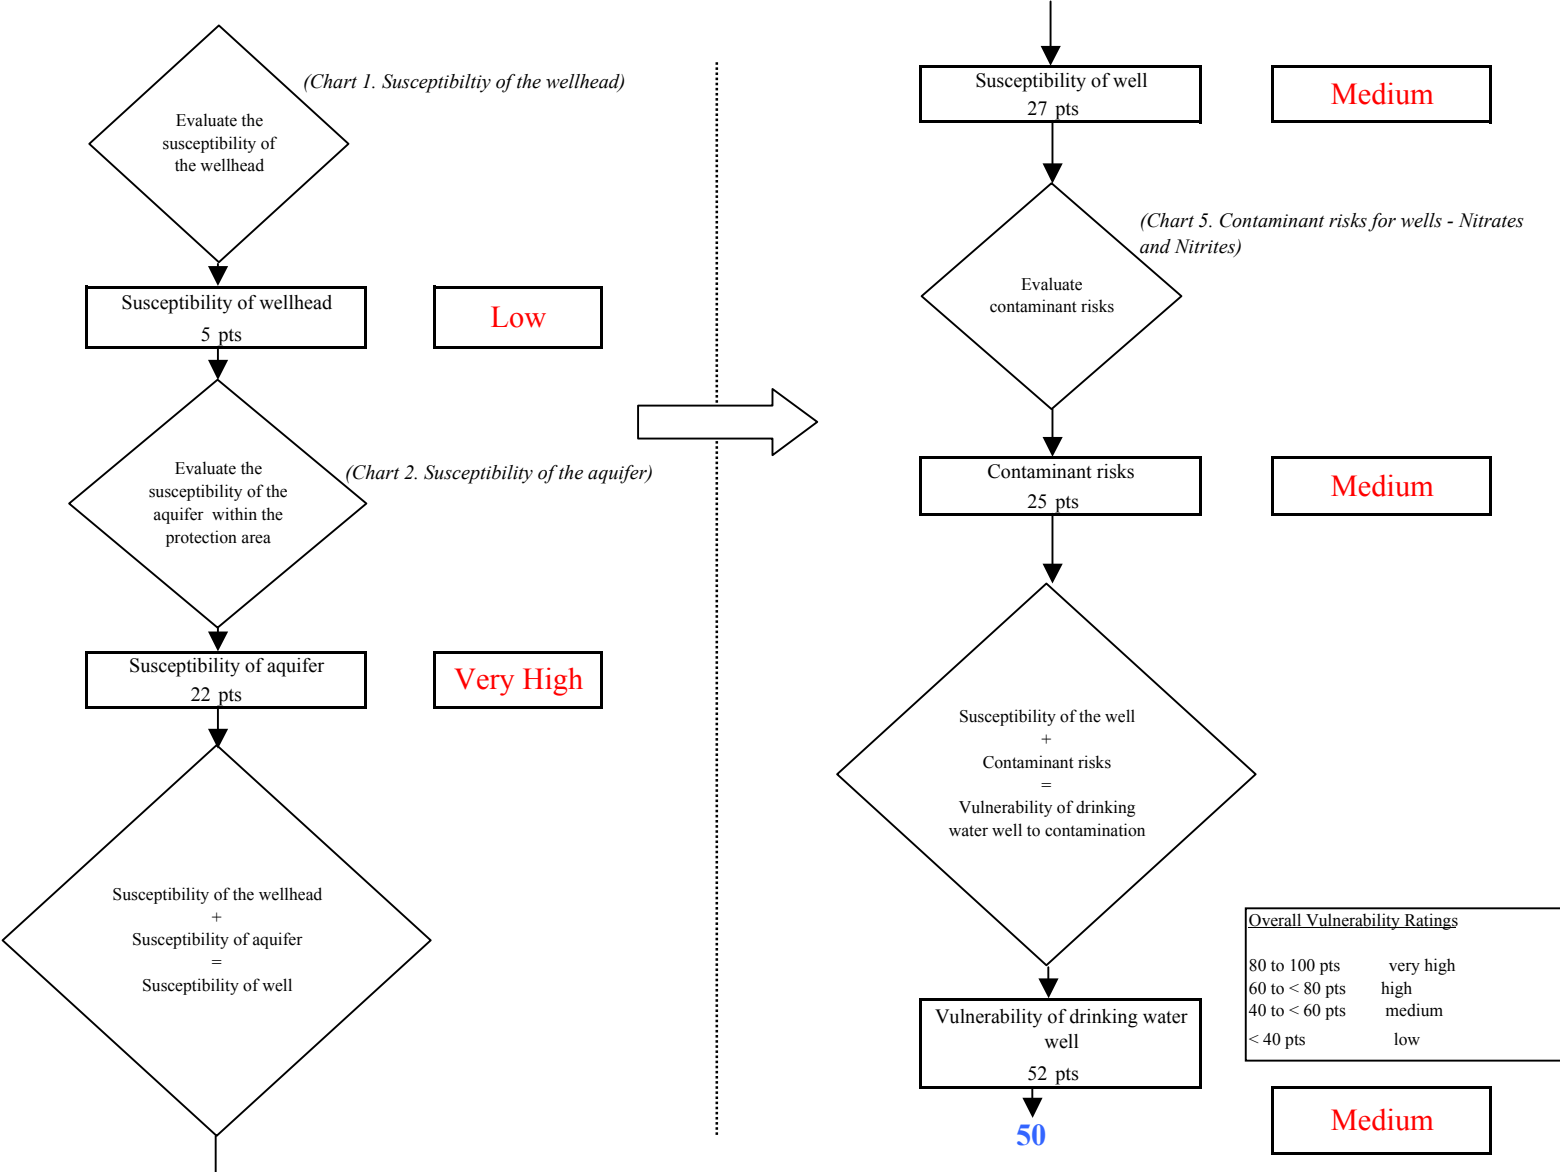 (Chart 1. Susceptibiltiy of the wellhead)
Evaluate the
susceptibility of
the wellhead
Susceptibility of wellhead
5 pts
Low
(Chart 2. Susceptibility of the aquifer)
Evaluate the
susceptibility of the
aquifer within the
protection area
Susceptibility of aquifer
22 pts
Very High
Susceptibility of the wellhead
+
Susceptibility of aquifer
=
Susceptibility of well
Susceptibility of well
27 pts
Medium
(Chart 5. Contaminant risks for wells - Nitrates
and Nitrites)
Evaluate
contaminant risks
Contaminant risks
25 pts
Medium
Susceptibility of the well
+
Contaminant risks
=
Vulnerability of drinking
water well to contamination
Overall Vulnerability Ratings
80 to 100 pts very high
60 to < 80 pts high
40 to < 60 pts medium
< 40 pts low
Vulnerability of drinking water
well
52 pts
50
Medium